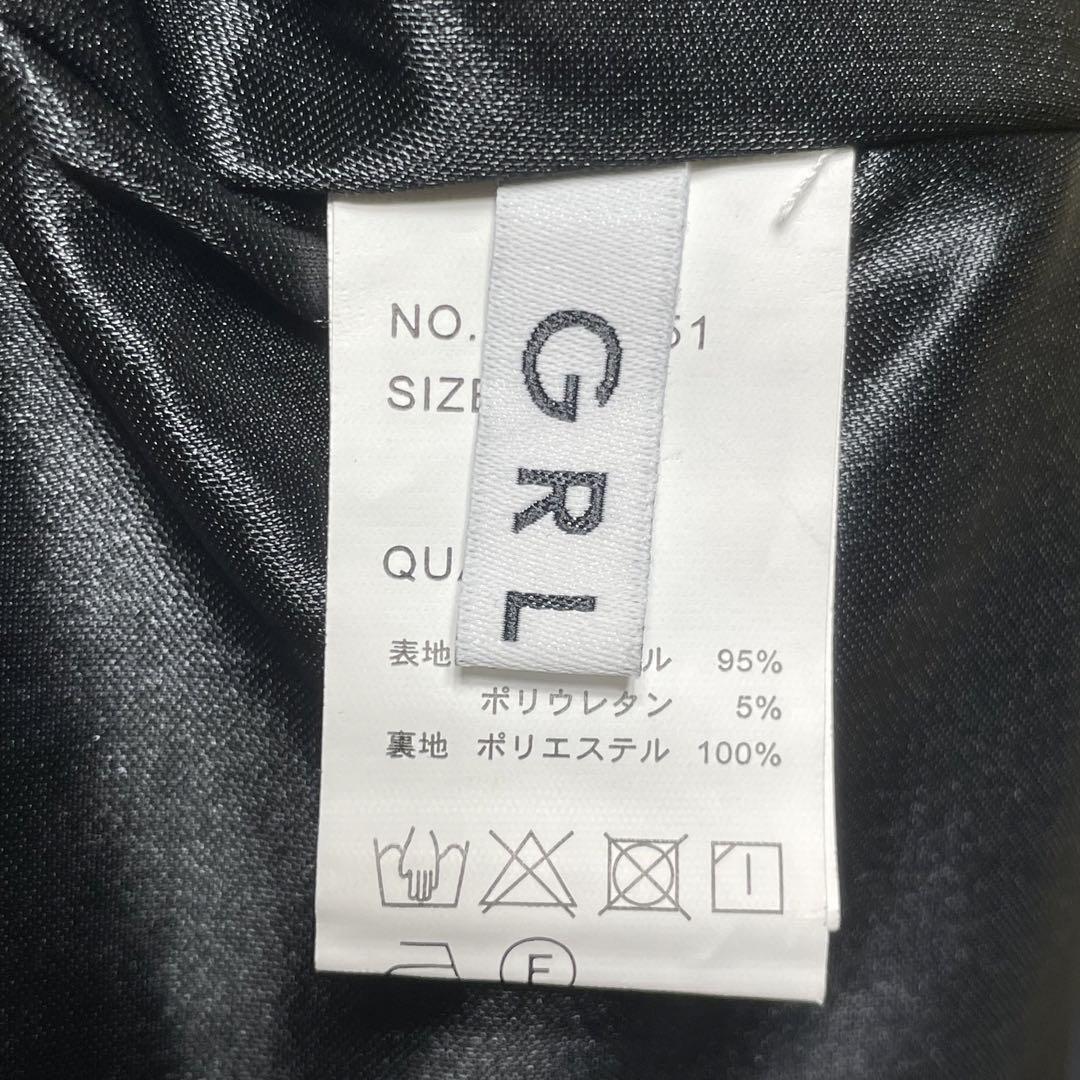 NO. 51
SIZE
GRL
QUA
表地 ル 95%
ポリウレタン 5%
裏地 ポリエステル 100%
F